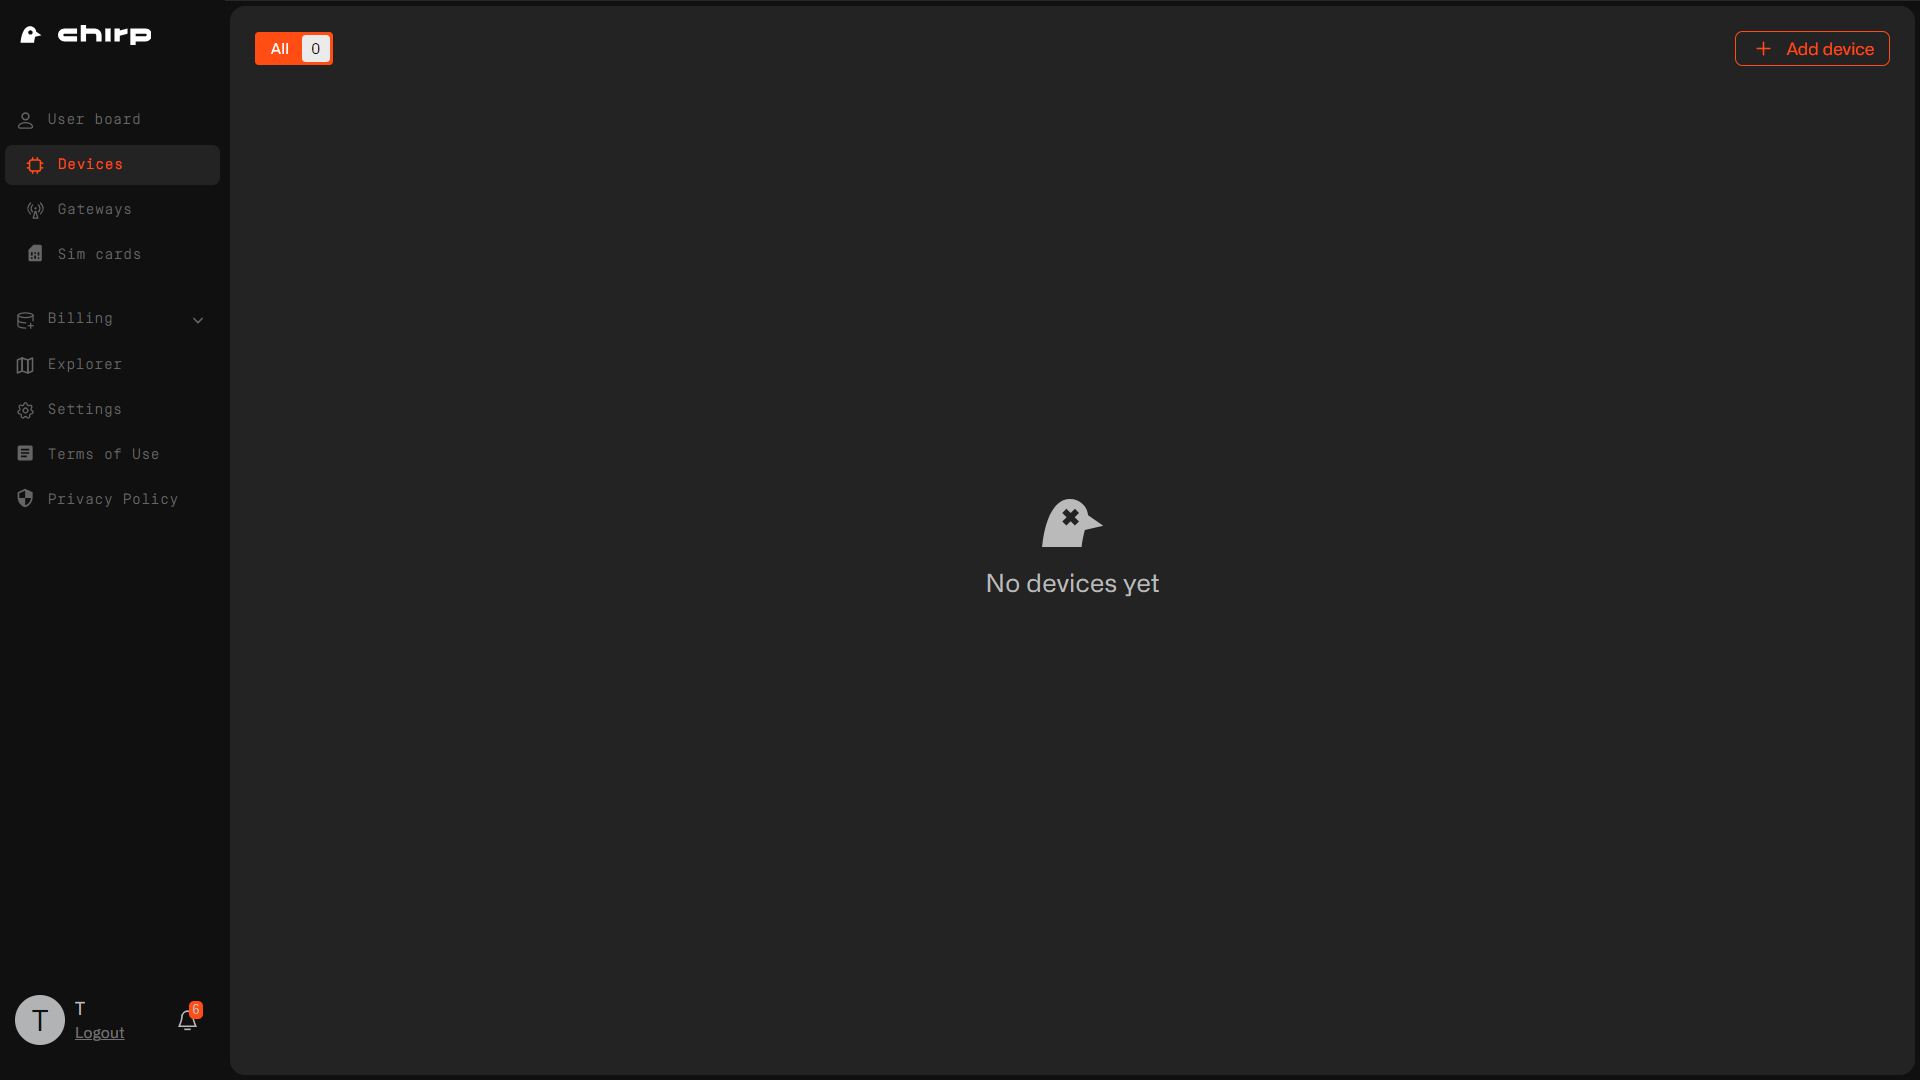 chirp
User board
Devices
Gateways
Sim cards
Billing
Explorer
Settings
Terms of Use
Privacy Policy
T
T
Logout
6
All 0
Add device
No devices yet